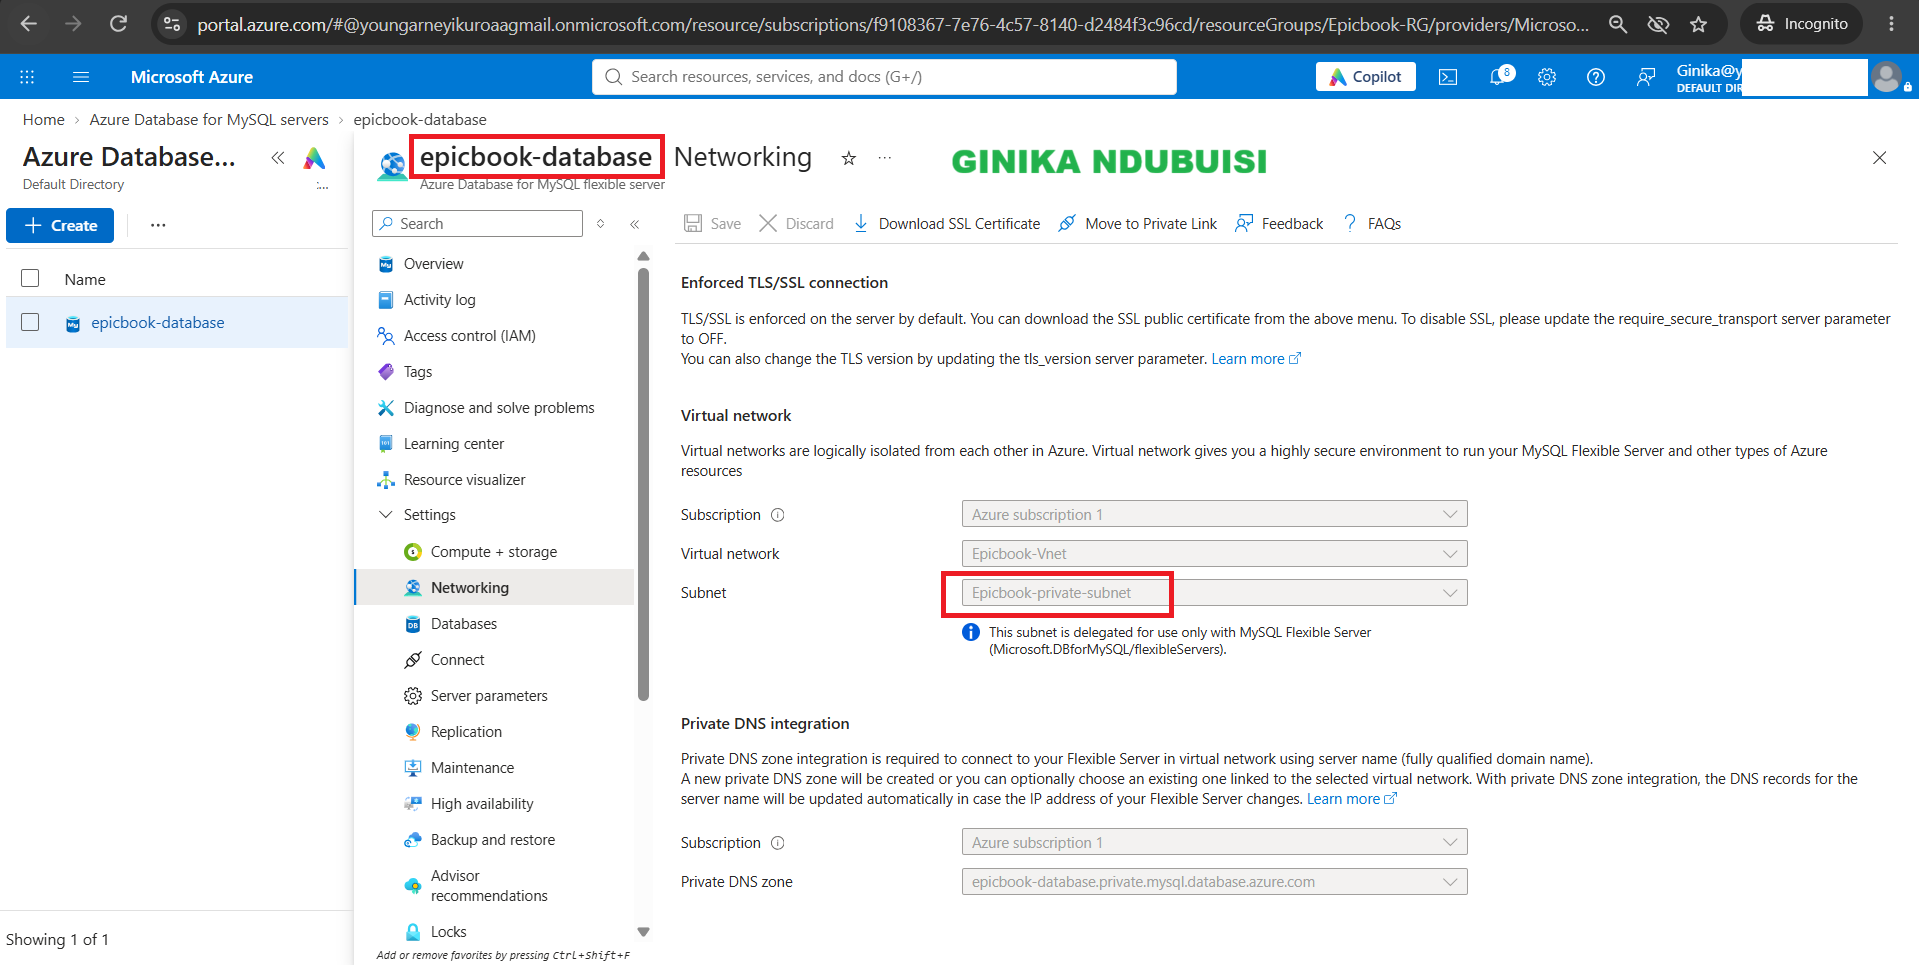 portal.azure.com/#@youngarneyikuroaagmail.onmicrosoft.com/resource/subscriptions/f9108367-7e76-4c57-8140-d2484f3c96cd/resourceGroups/Epicbook-RG/providers/Microso...
Incognito
Microsoft Azure
Search resources, services, and docs (G+/)
Copilot
8
Ginika@y
DEFAULT DIR
Home > Azure Database for MySQL servers > epicbook-database
Azure Database...
Default Directory
Create
Name
epicbook-database
Showing 1 of 1
epicbook-database Networking
Azure Database for MySQL flexible server
GINIKA NDUBUISI
Search
Overview
Activity log
Access control (IAM)
Tags
Diagnose and solve problems
Learning center
Resource visualizer
Settings
Compute + storage
Networking
Databases
Connect
Server parameters
Replication
Maintenance
High availability
Backup and restore
Advisor
recommendations
Locks
Add or remove favorites by pressing Ctrl+Shift+F
Save
Discard
Download SSL Certificate
Move to Private Link
Feedback
FAQs
Enforced TLS/SSL connection
TLS/SSL is enforced on the server by default. You can download the SSL public certificate from the above menu. To disable SSL, please update the require_secure_transport server parameter
to OFF.
You can also change the TLS version by updating the tls_version server parameter. Learn more
Virtual network
Virtual networks are logically isolated from each other in Azure. Virtual network gives you a highly secure environment to run your MySQL Flexible Server and other types of Azure
resources
Subscription
Azure subscription 1
Virtual network
Epicbook-Vnet
Subnet
Epicbook-private-subnet
This subnet is delegated for use only with MySQL Flexible Server
(Microsoft.DBforMySQL/flexibleServers).
Private DNS integration
Private DNS zone integration is required to connect to your Flexible Server in virtual network using server name (fully qualified domain name).
A new private DNS zone will be created or you can optionally choose an existing one linked to the selected virtual network. With private DNS zone integration, the DNS records for the
server name will be updated automatically in case the IP address of your Flexible Server changes. Learn more
Subscription
Azure subscription 1
Private DNS zone
epicbook-database.private.mysql.database.azure.com